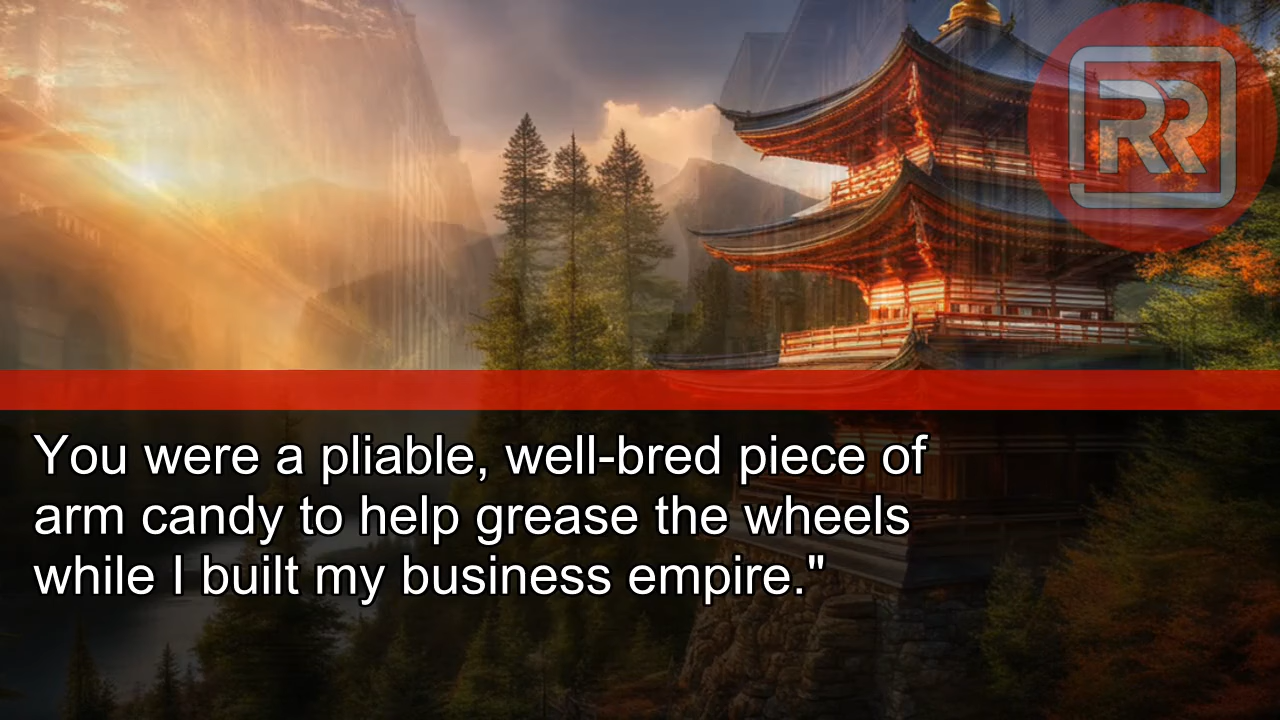 RR
You were a pliable, well-bred piece of
arm candy to help grease the wheels
while I built my business empire."